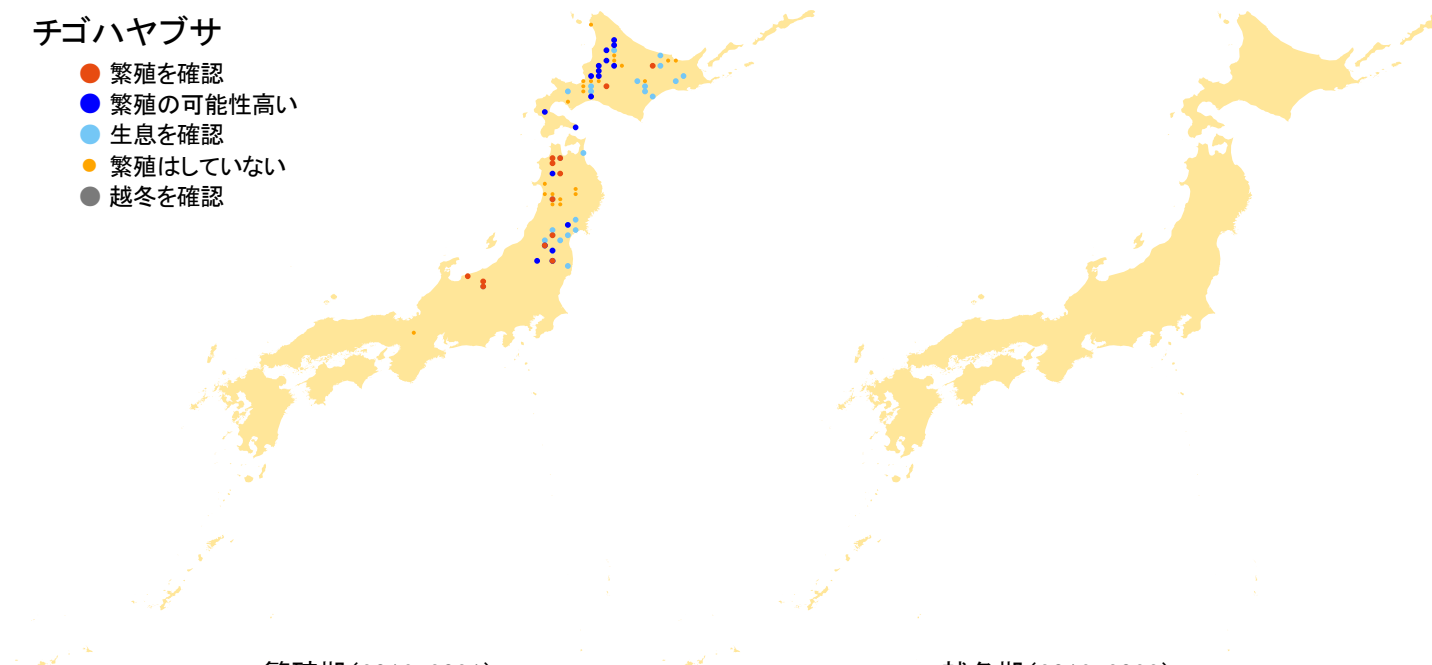 チゴハヤブサ
繁殖を確認
繁殖の可能性高い
生息を確認
繁殖はしていない
越冬を確認